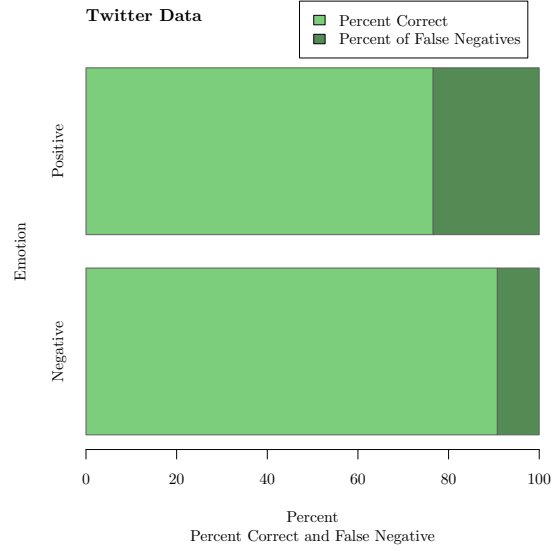 Twitter Data
Percent Correct
Percent of False Negatives
Positive
Emotion
Negative
0 20 40 60 80 100
Percent
Percent Correct and False Negative